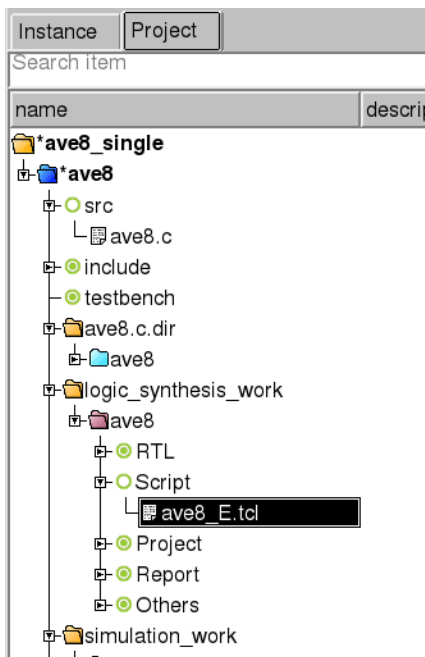 Instance Project
Search item
name descrip
*ave8_single
*ave8
src
ave8.c
include
testbench
ave8.c.dir
ave8
logic_synthesis_work
ave8
RTL
Script
ave8_E.tcl
Project
Report
Others
simulation_work